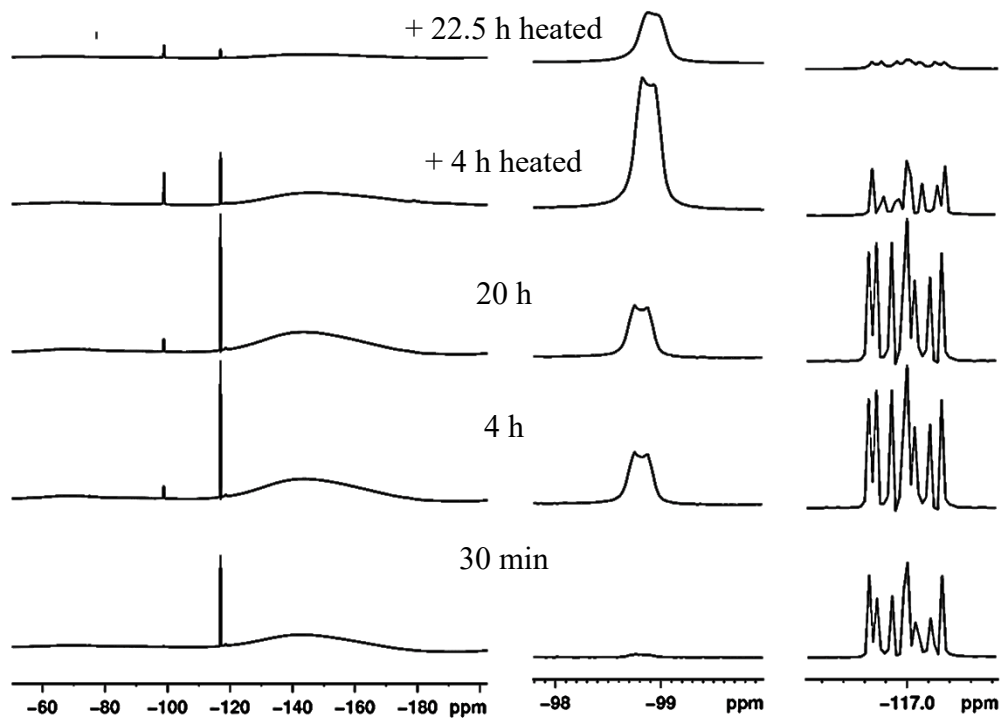 + 22.5 h heated
+ 4 h heated
20 h
4 h
30 min
−60 −80 −100 −120 −140 −160 −180 ppm
−98 −99 ppm
−117.0 ppm